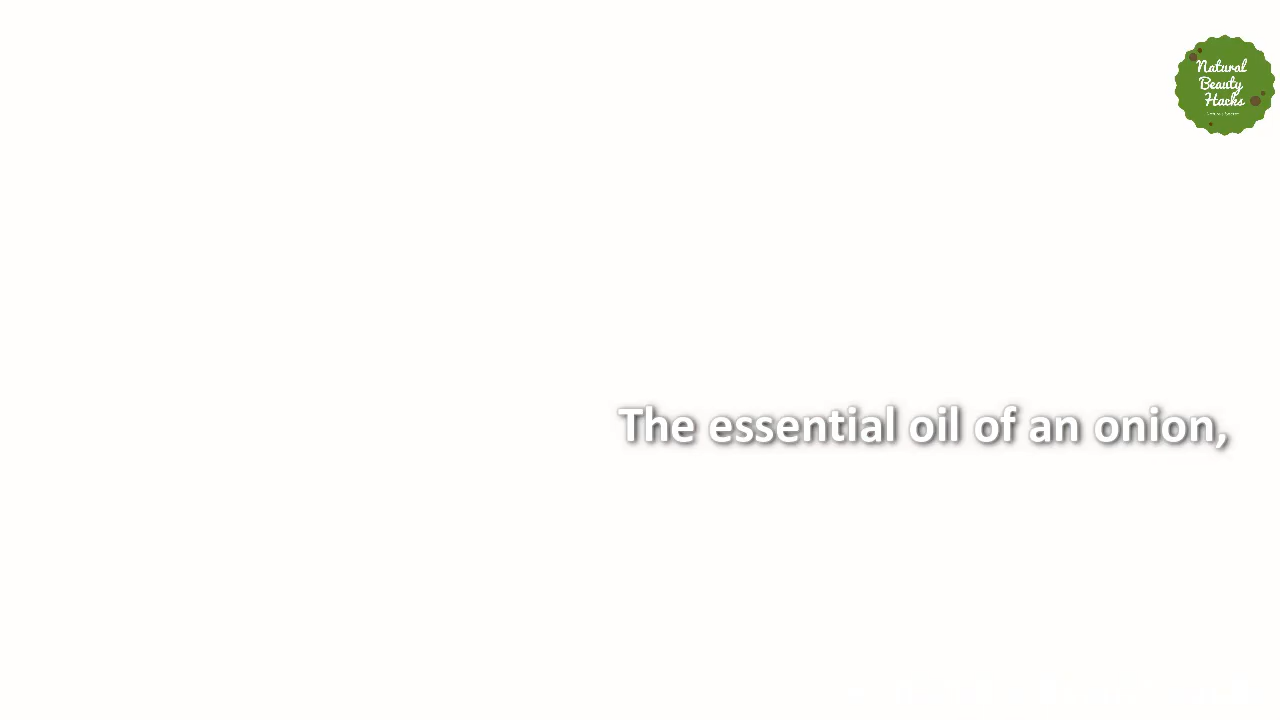 Natural
Beauty
Hacks
The essential oil of an onion,